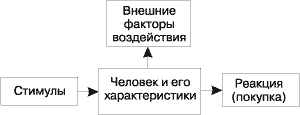 Внешние
факторы
воздействия
Стимулы
Человек и его
характеристики
Реакция
(покупка)